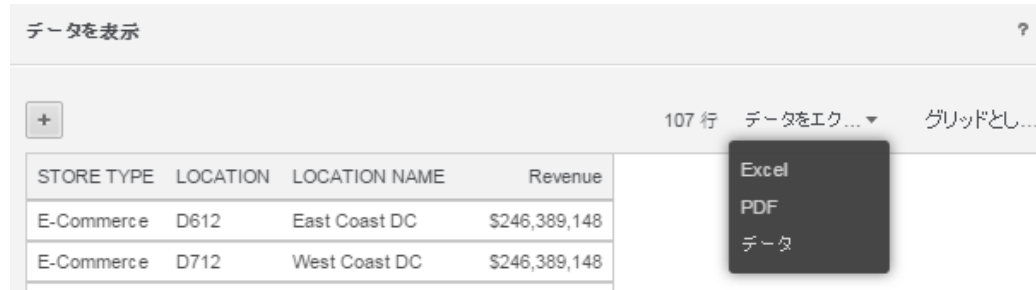 データを表示
?
+
107 行 データをエク... グリッドとし...
STORE TYPE LOCATION LOCATION NAME Revenue
E-Commerce D612 East Coast DC $246,389,148
E-Commerce D712 West Coast DC $246,389,148
Excel
PDF
データ